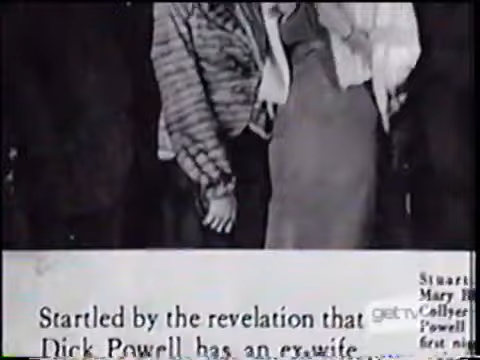 Startled by the revelation that
Dick Powell has an ex-wife
Stuart
Mary
Collyer
Powell
first
getTV